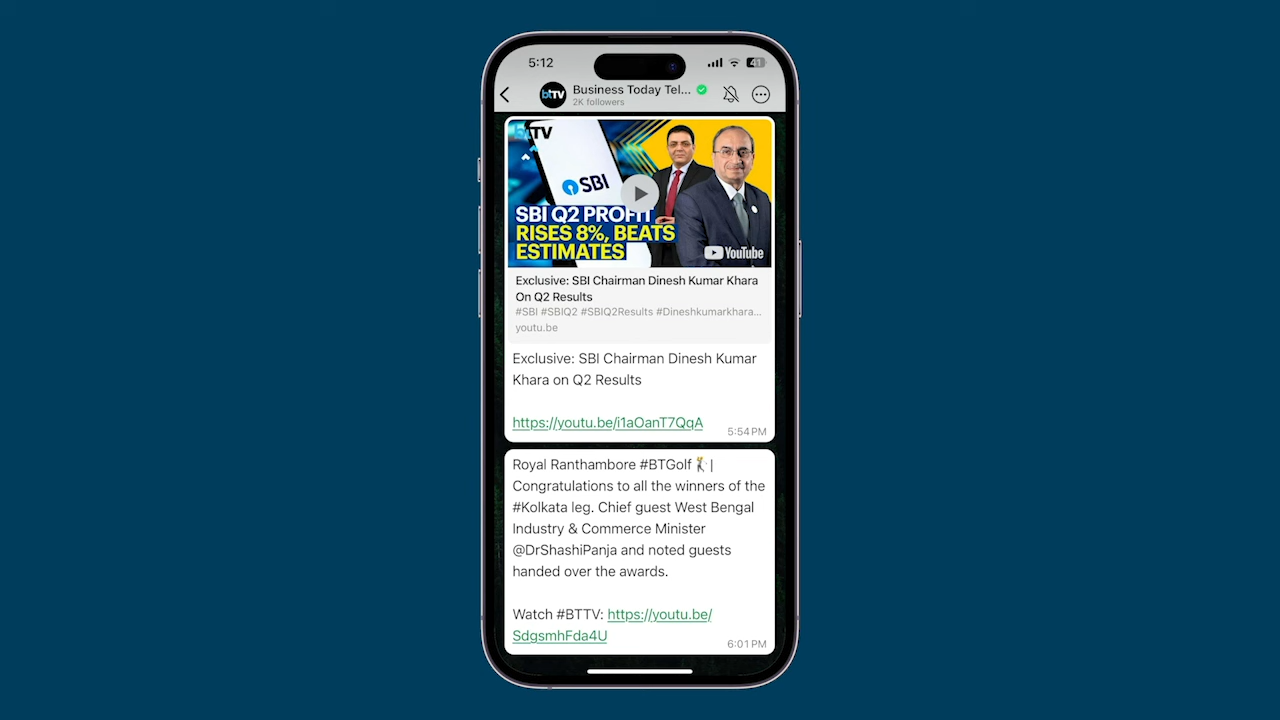 5:12
41
btTV
Business Today Tel...
2K followers
btTV
SBI
SBI Q2 PROFIT
RISES 8%, BEATS
ESTIMATES
YouTube
Exclusive: SBI Chairman Dinesh Kumar Khara
On Q2 Results
#SBI #SBIQ2 #SBIQ2Results #Dineshkumarkhara...
youtu.be
Exclusive: SBI Chairman Dinesh Kumar
Khara on Q2 Results
https://youtu.be/i1aOanT7QqA
5:54 PM
Royal Ranthambore #BTGolf🏌️|
Congratulations to all the winners of the
#Kolkata leg. Chief guest West Bengal
Industry & Commerce Minister
@DrShashiPanja and noted guests
handed over the awards.
Watch #BTTV: https://youtu.be/
SdgsmhFda4U
6:01 PM